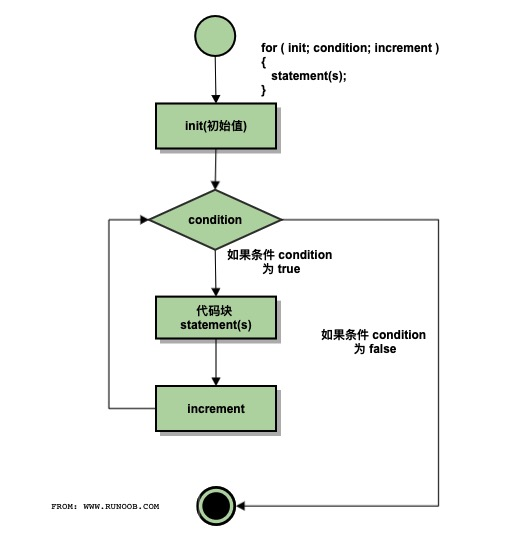 for ( init; condition; increment )
{
   statement(s);
}
init(初始值)
condition
如果条件 condition
为 true
代码块
statement(s)
如果条件 condition
为 false
increment
FROM: WWW.RUNOOB.COM